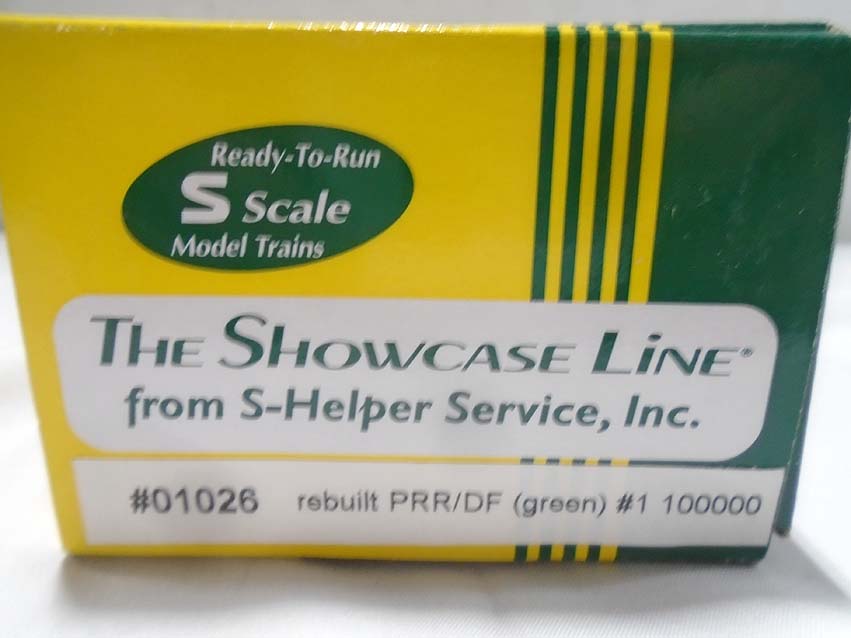 Ready-To-Run
S Scale
Model Trains
THE SHOWCASE LiNE®
from S-Helper Service, Inc.
#01026 rebuilt PRR/DF (green) #1 100000